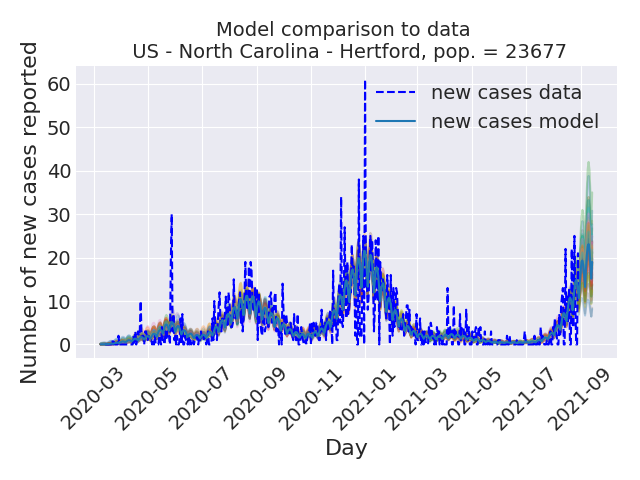 Model comparison to data
US - North Carolina - Hertford, pop. = 23677
Number of new cases reported
60
50
40
30
20
10
0
new cases data
new cases model
2020-03
2020-05
2020-07
2020-09
2020-11
2021-01
2021-03
2021-05
2021-07
2021-09
Day